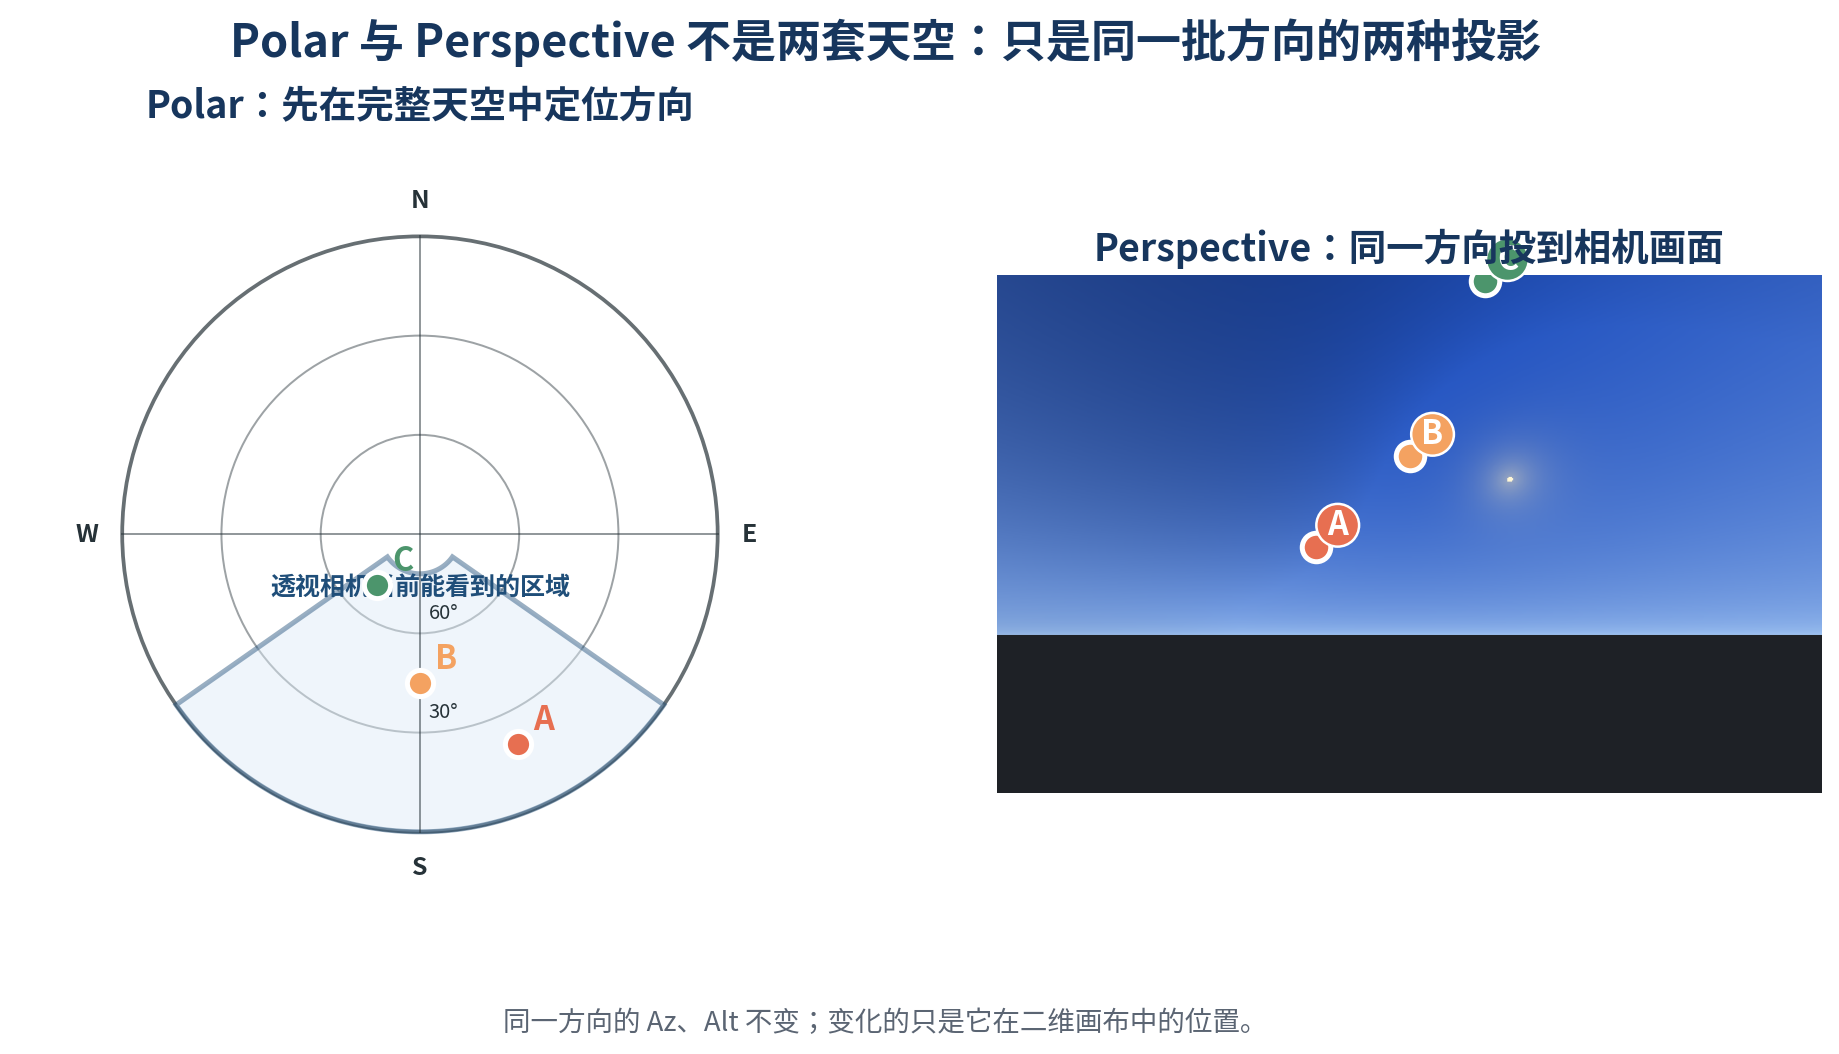 Polar 与 Perspective 不是两套天空：只是同一批方向的两种投影
Polar：先在完整天空中定位方向
Perspective：同一方向投到相机画面
N
W
E
S
C
透视相机 前能看到的区域
60°
B
30°
A
C
B
A
同一方向的 Az、Alt 不变；变化的只是它在二维画布中的位置。